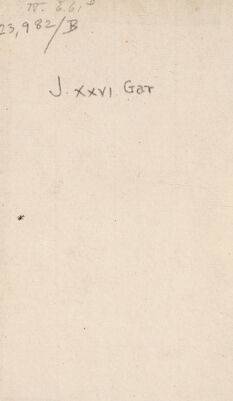 23,982/B
J. xxvi. Gar
*